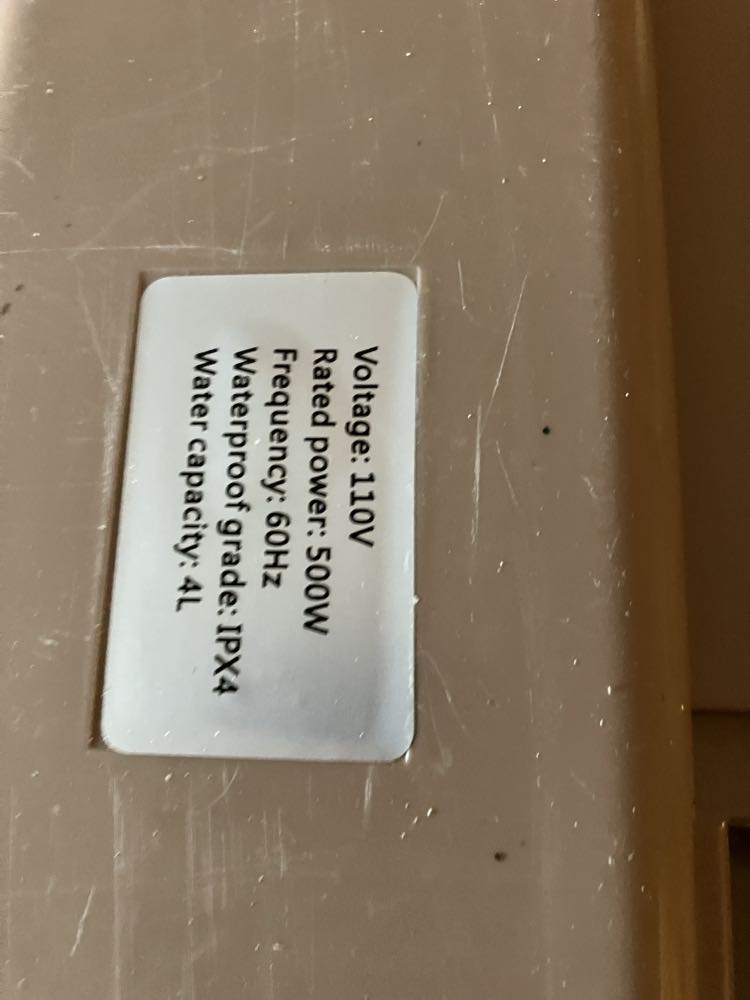 Voltage: 110V
Rated power: 500W
Frequency: 60Hz
Waterproof grade: IPX4
Water capacity: 4L